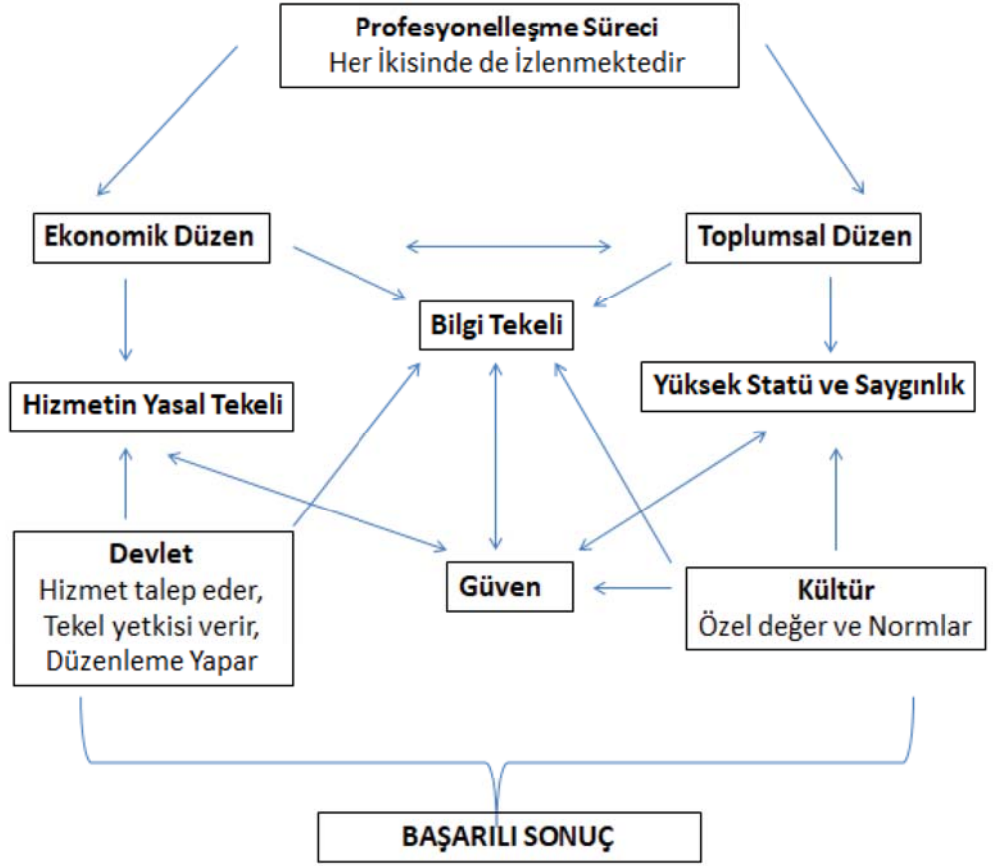 Profesyonelleşme Süreci
Her İkisinde de İzlenmektedir
Ekonomik Düzen
Toplumsal Düzen
Bilgi Tekeli
Hizmetin Yasal Tekeli
Yüksek Statü ve Saygınlık
Devlet
Hizmet talep eder,
Tekel yetkisi verir,
Düzenleme Yapar
Güven
Kültür
Özel değer ve Normlar
BAŞARILI SONUÇ